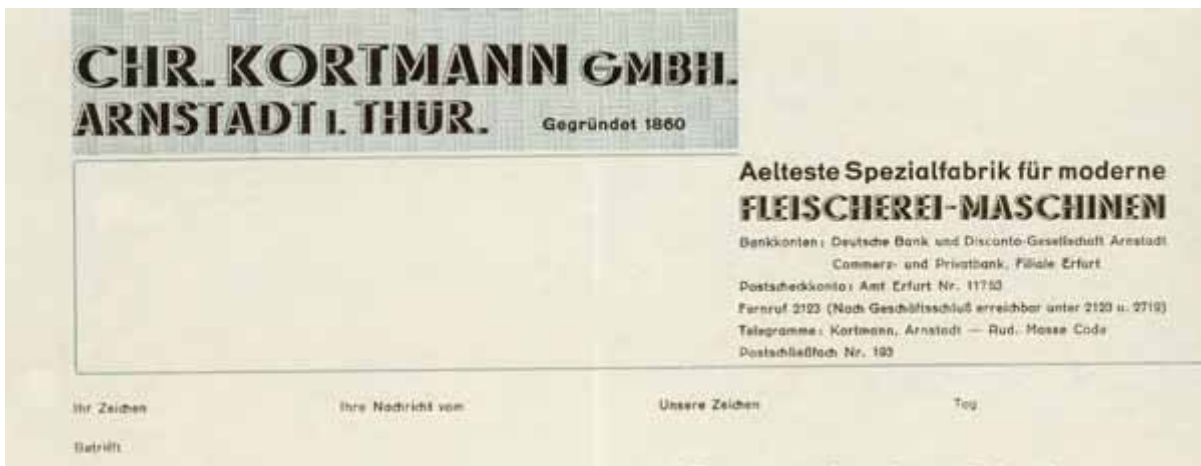 CHR. KORTMANN GMBH.
ARNSTADT I. THÜR. Gegründet 1860
Aelteste Spezialfabrik für moderne
FLEISCHEREI-MASCHINEN
Bankkonten: Deutsche Bank und Disconto-Gesellschaft Arnstadt
Commerz- und Privatbank, Filiale Erfurt
Postscheckkonto: Amt Erfurt Nr. 11753
Fernruf 2123 (Nach Geschäftsschluß erreichbar unter 2123 u. 2719)
Telegramme: Kortmann, Arnstadt — Rud. Mosse Code
Postschließfach Nr. 193
Ihr Zeichen Ihre Nachricht vom Unsere Zeichen Tag
Betrifft